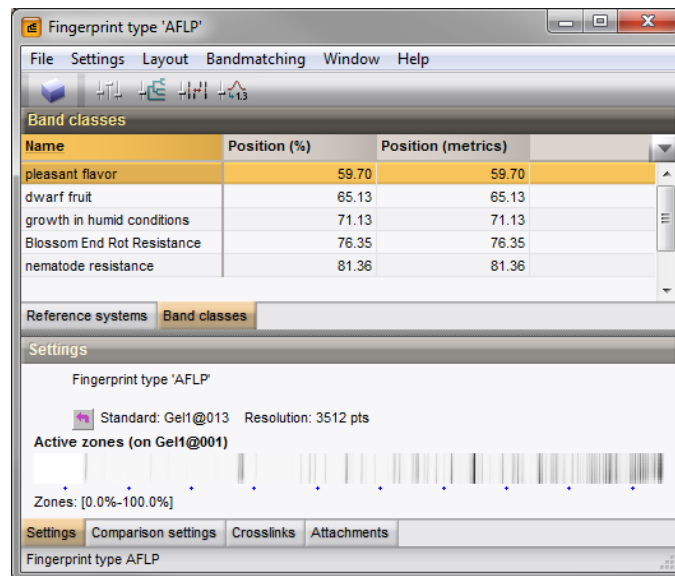 Fingerprint type 'AFLP'
File Settings Layout Bandmatching Window Help
Band classes
Name Position (%) Position (metrics)
pleasant flavor 59.70 59.70
dwarf fruit 65.13 65.13
growth in humid conditions 71.13 71.13
Blossom End Rot Resistance 76.35 76.35
nematode resistance 81.36 81.36
Reference systems Band classes
Settings
Fingerprint type 'AFLP'
Standard: Gel1@013 Resolution: 3512 pts
Active zones (on Gel1@001)
Zones: [0.0%-100.0%]
Settings Comparison settings Crosslinks Attachments
Fingerprint type AFLP